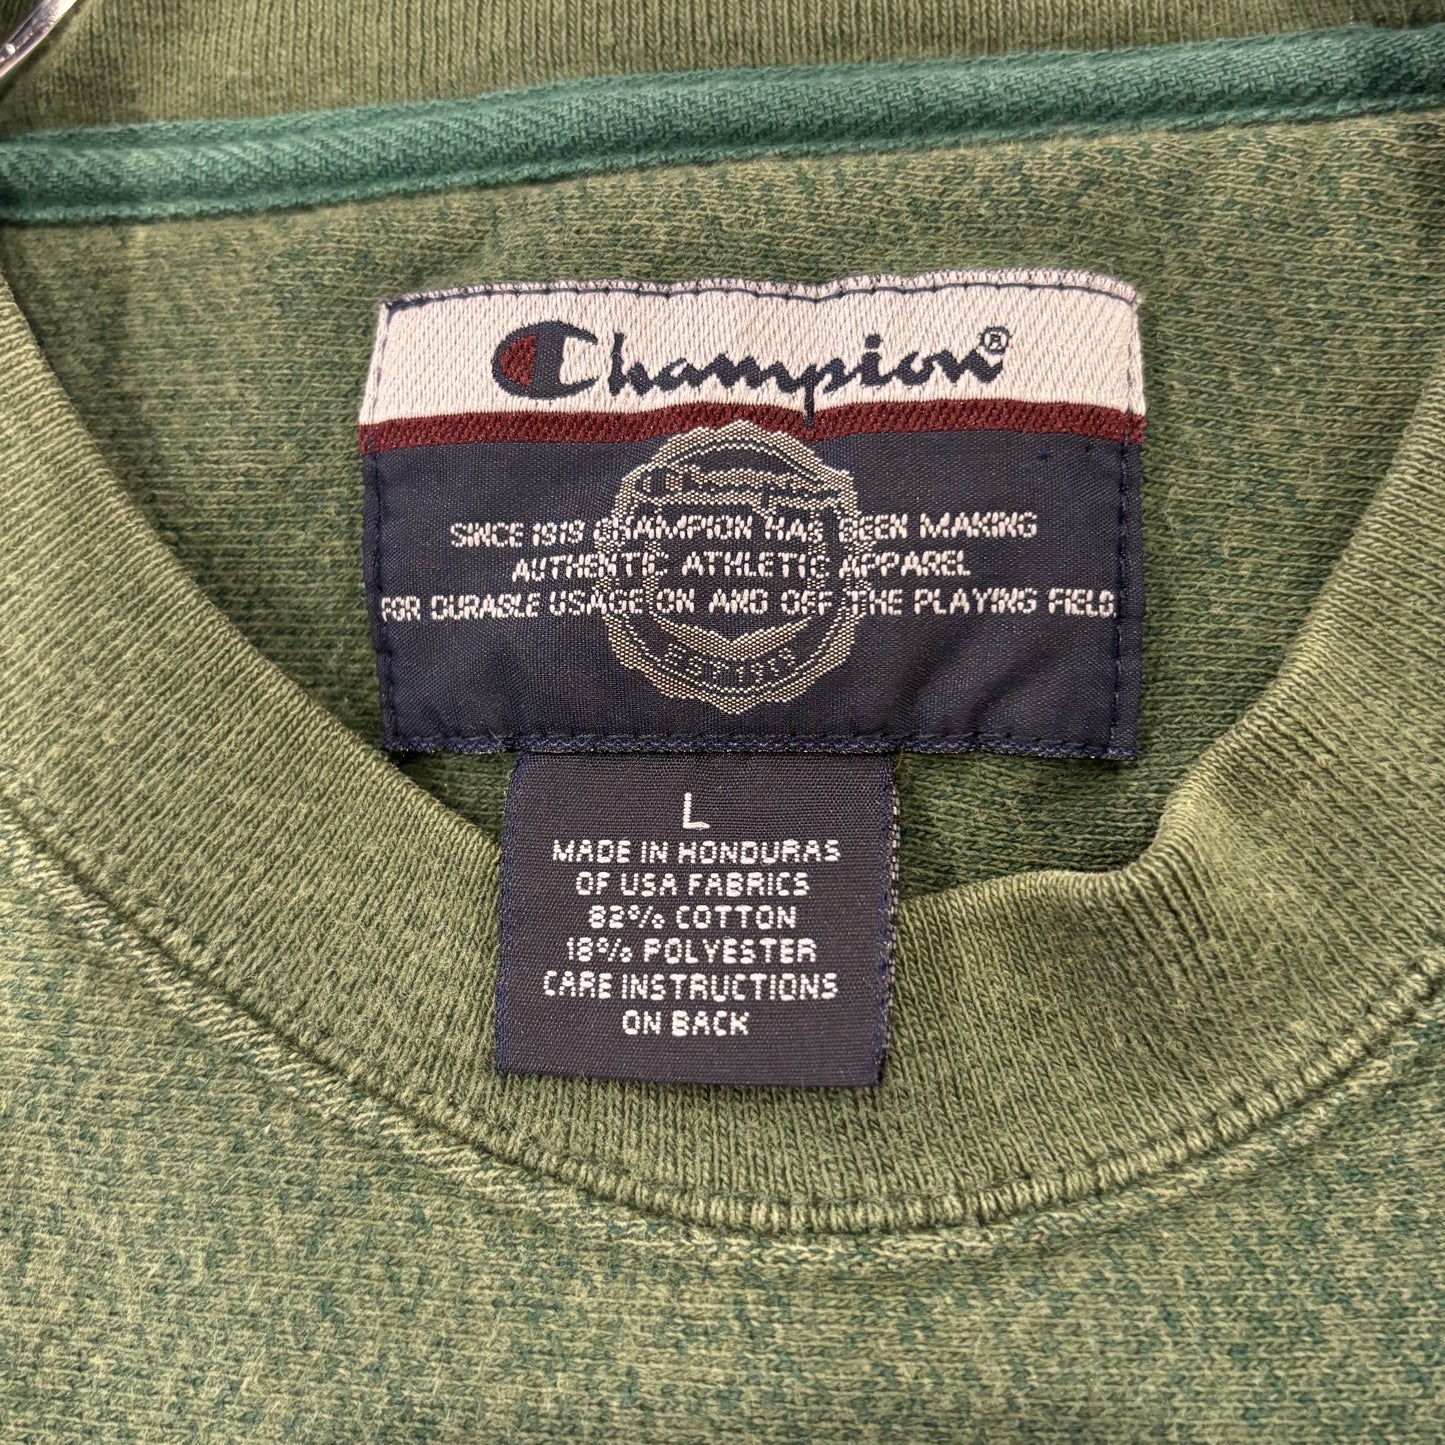 Champion®
Champion
SINCE 1919 CHAMPION HAS BEEN MAKING
AUTHENTIC ATHLETIC APPAREL
FOR DURABLE USAGE ON AND OFF THE PLAYING FIELD
L
MADE IN HONDURAS
OF USA FABRICS
82% COTTON
18% POLYESTER
CARE INSTRUCTIONS
ON BACK